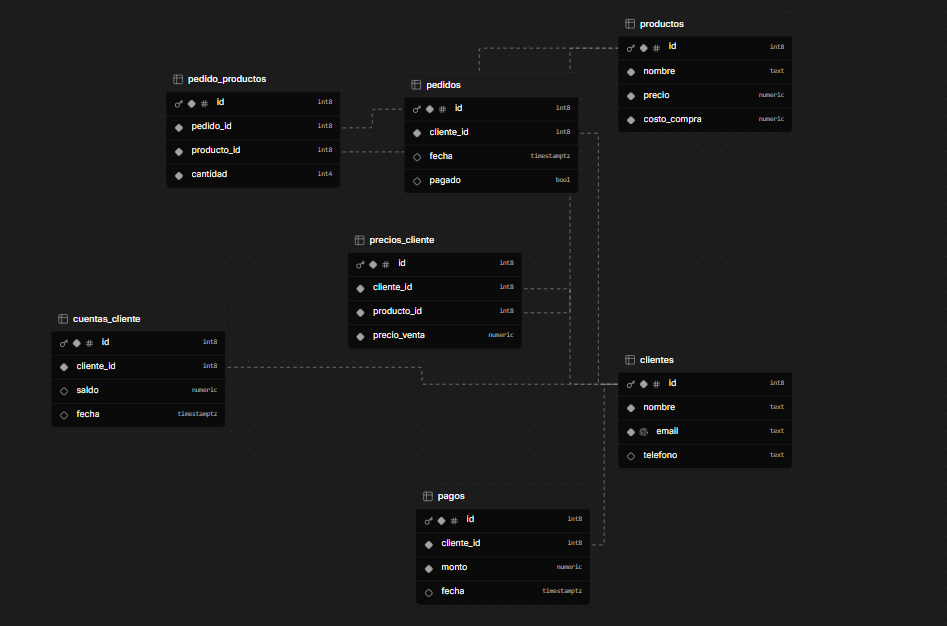 productos
# id int8
nombre text
precio numeric
costo_compra numeric
pedido_productos
# id int8
pedido_id int8
producto_id int8
cantidad int4
pedidos
# id int8
cliente_id int8
fecha timestamptz
pagado bool
precios_cliente
# id int8
cliente_id int8
producto_id int8
precio_venta numeric
cuentas_cliente
# id int8
cliente_id int8
saldo numeric
fecha timestamptz
clientes
# id int8
nombre text
email text
telefono text
pagos
# id int8
cliente_id int8
monto numeric
fecha timestamptz